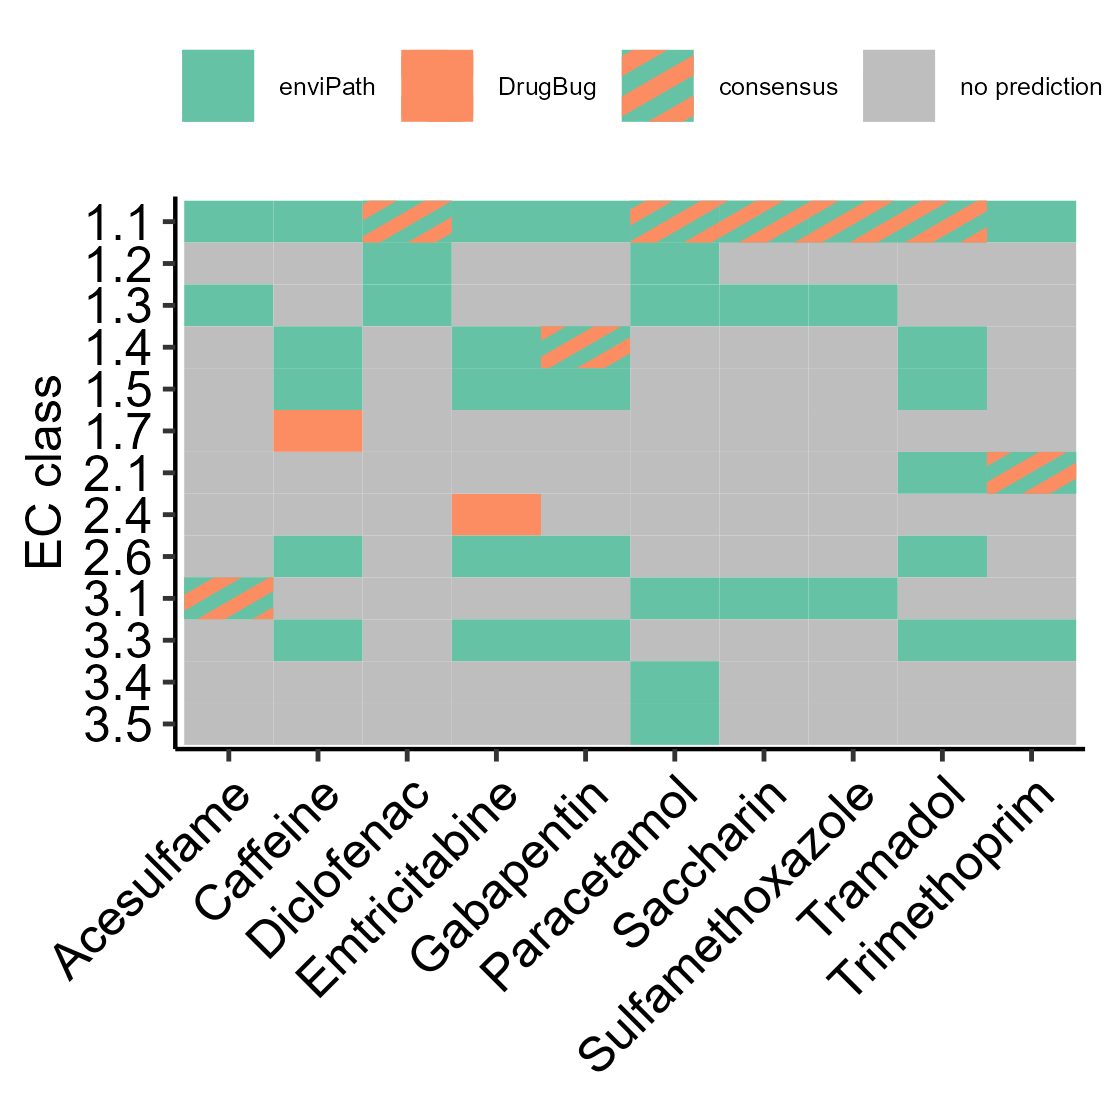 enviPath
DrugBug
consensus
no prediction
EC class
1.1
1.2
1.3
1.4
1.5
1.7
2.1
2.4
2.6
3.1
3.3
3.4
3.5
Acesulfame
Caffeine
Diclofenac
Emtricitabine
Gabapentin
Paracetamol
Saccharin
Sulfamethoxazole
Tramadol
Trimethoprim